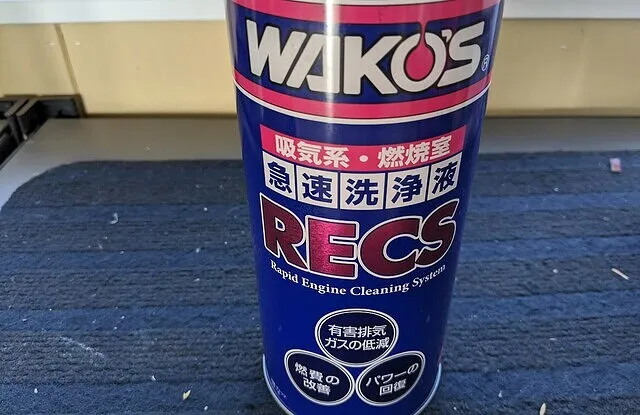 WAKO'S
®
吸気系・燃焼室
急速洗浄液
RECS
Rapid Engine Cleaning System
有害排気
ガスの低減
燃費の
改善
パワーの
回復